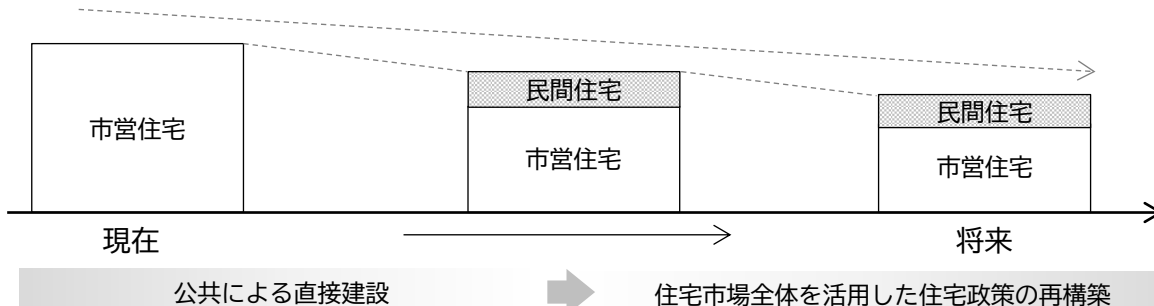 民間住宅
民間住宅
市営住宅
市営住宅
市営住宅
現在
将来
公共による直接建設
住宅市場全体を活用した住宅政策の再構築